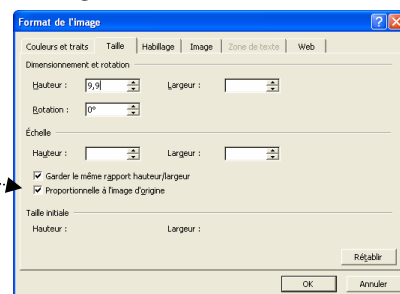 Format de l'image
Couleurs et traits Taille Habillage Image Zone de texte Web
Dimensionnement et rotation
Hauteur : 9,9 Largeur :
Rotation : 0°
Échelle
Hauteur : Largeur :
Garder le même rapport hauteur/largeur
Proportionnelle à l'image d'origine
Taille initiale
Hauteur : Largeur :
Rétablir
OK Annuler